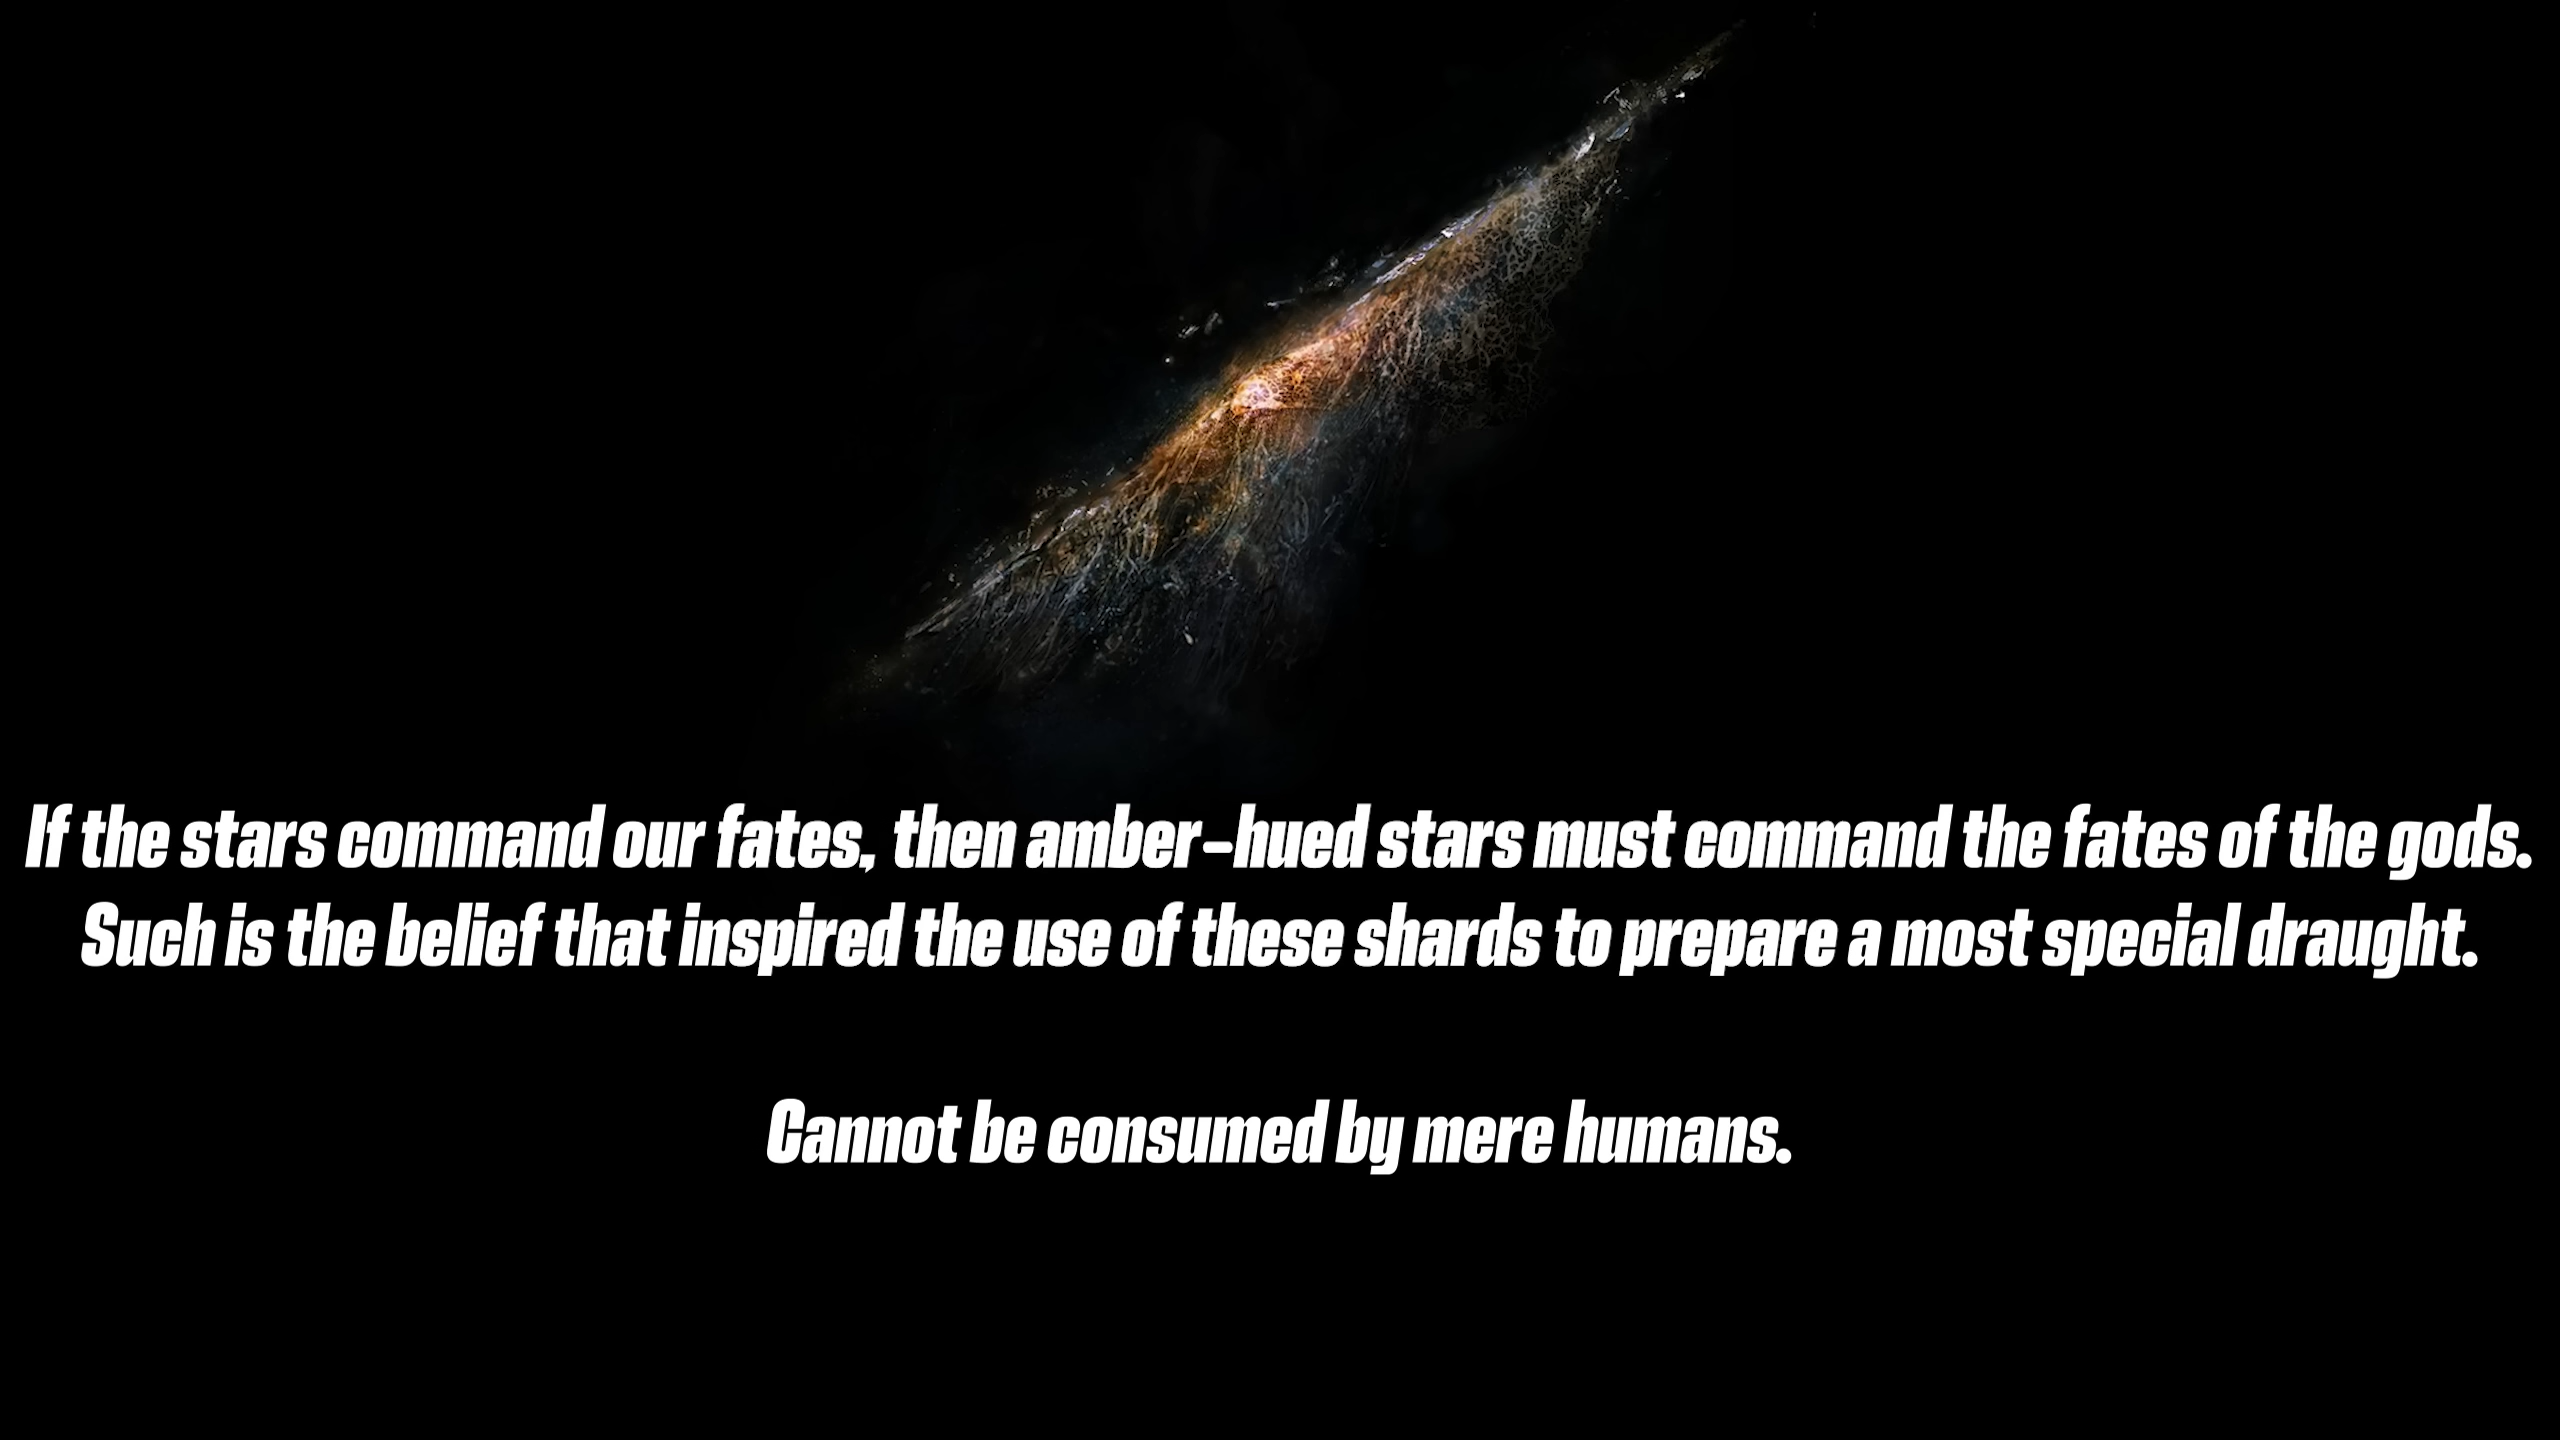 If the stars command our fates, then amber-hued stars must command the fates of the gods.
Such is the belief that inspired the use of these shards to prepare a most special draught.
Cannot be consumed by mere humans.